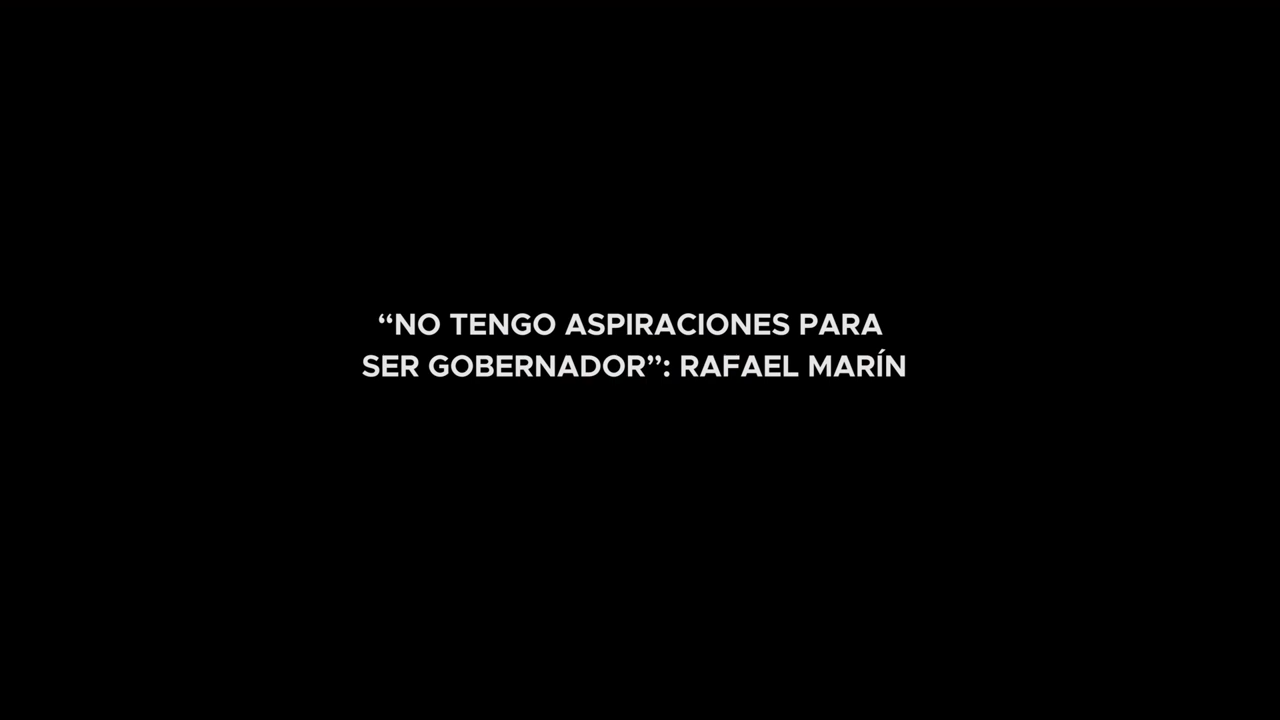 “NO TENGO ASPIRACIONES PARA
SER GOBERNADOR”: RAFAEL MARÍN